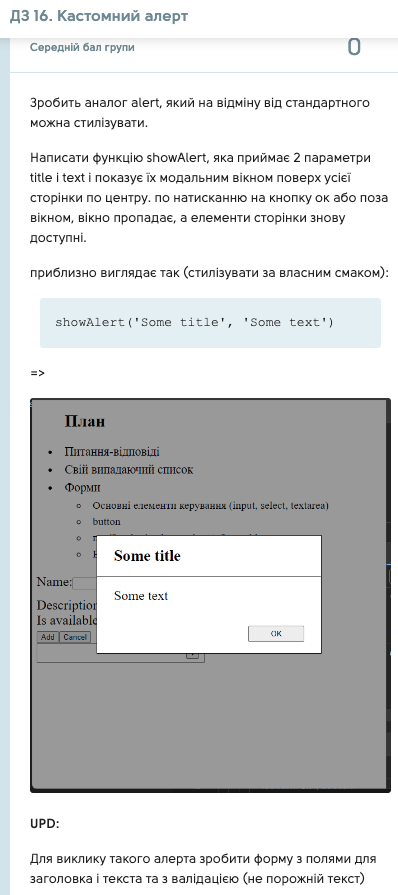 ДЗ 16. Кастомний алерт
Середній бал групи
0
Зробить аналог alert, який на відміну від стандартного
можна стилізувати.
Написати функцію showAlert, яка приймає 2 параметри
title і text і показує їх модальним вікном поверх усієї
сторінки по центру. по натисканню на кнопку ок або поза
вікном, вікно пропадає, а елементи сторінки знову
доступні.
приблизно виглядає так (стилізувати за власним смаком):
showAlert('Some title', 'Some text')
=>
План
Питання-відповіді
Свій випадаючий список
Форми
Основні елементи керування (input, select, textarea)
button
Some title
Name:
Some text
Description
Is available
OK
Add Cancel
UPD:
Для виклику такого алерта зробити форму з полями для
заголовка і текста та з валідацією (не порожній текст)